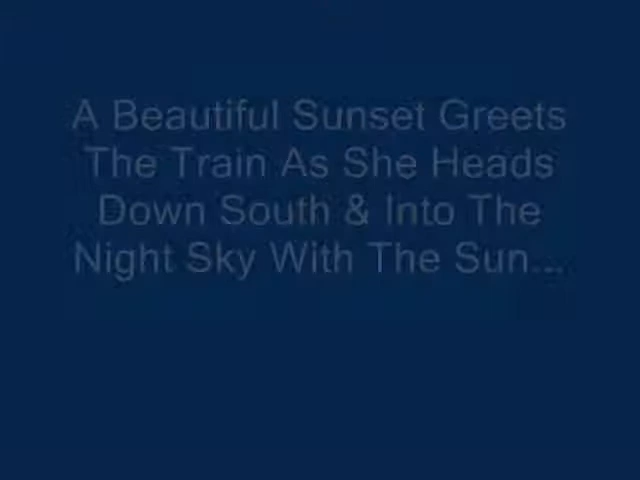 A Beautiful Sunset Greets
The Train As She Heads
Down South & Into The
Night Sky With The Sun...